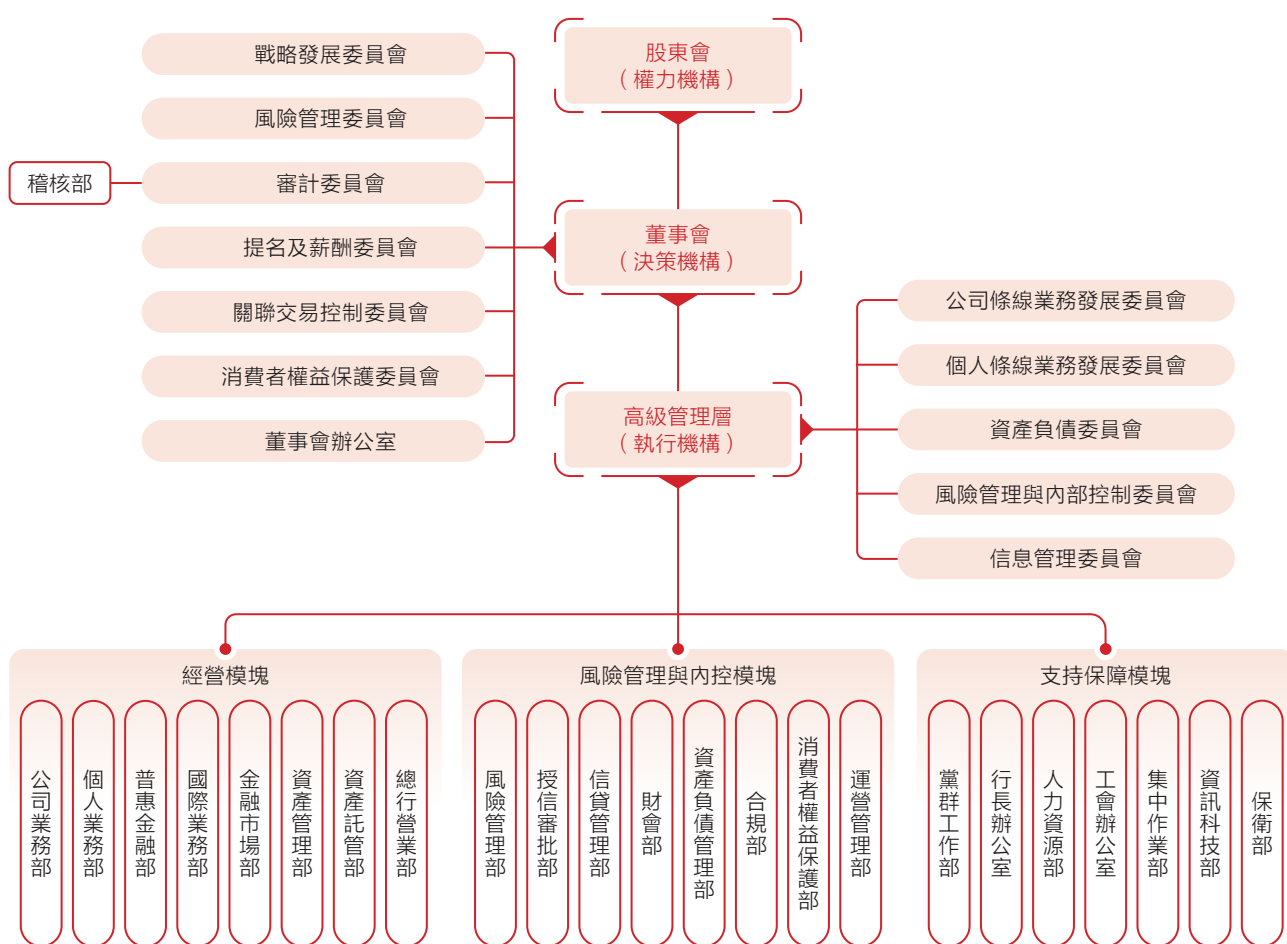 股東會
（權力機構）
戰略發展委員會
風險管理委員會
稽核部
審計委員會
提名及薪酬委員會
關聯交易控制委員會
消費者權益保護委員會
董事會辦公室
董事會
（決策機構）
高級管理層
（執行機構）
公司條線業務發展委員會
個人條線業務發展委員會
資產負債委員會
風險管理與內部控制委員會
信息管理委員會
經營模塊
公司業務部
個人業務部
普惠金融部
國際業務部
金融市場部
資產管理部
資產託管部
總行營業部
風險管理與內控模塊
風險管理部
授信審批部
信貸管理部
財會部
資產負債管理部
合規部
消費者權益保護部
運營管理部
支持保障模塊
黨群工作部
行長辦公室
人力資源部
工會辦公室
集中作業部
資訊科技部
保衛部